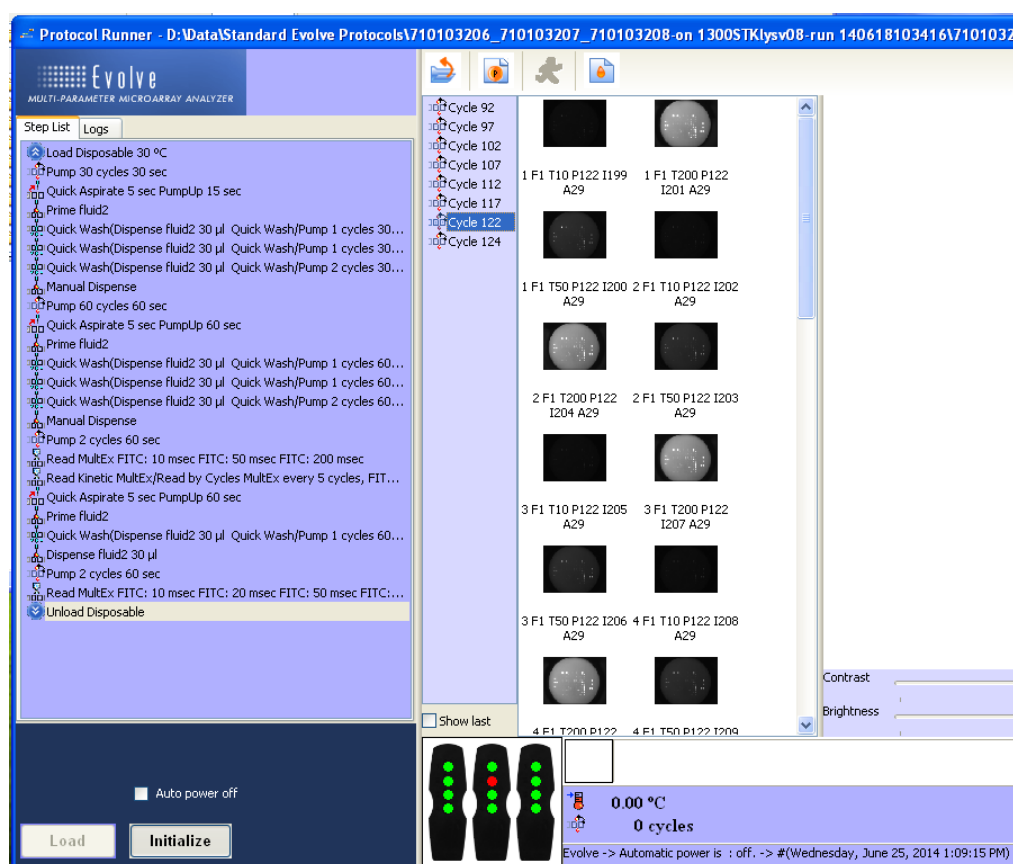 Protocol Runner - D:\Data\Standard Evolve Protocols\710103206_710103207_710103208-on 1300STKlysv08-run 140618103416\7101032
Evolve
MULTI-PARAMETER MICROARRAY ANALYZER
Step List Logs
Load Disposable 30 ºC
Pump 30 cycles 30 sec
Quick Aspirate 5 sec PumpUp 15 sec
Prime fluid2
Quick Wash(Dispense fluid2 30 µl Quick Wash/Pump 1 cycles 30...
Quick Wash(Dispense fluid2 30 µl Quick Wash/Pump 1 cycles 30...
Quick Wash(Dispense fluid2 30 µl Quick Wash/Pump 2 cycles 30...
Manual Dispense
Pump 60 cycles 60 sec
Quick Aspirate 5 sec PumpUp 60 sec
Prime fluid2
Quick Wash(Dispense fluid2 30 µl Quick Wash/Pump 1 cycles 60...
Quick Wash(Dispense fluid2 30 µl Quick Wash/Pump 1 cycles 60...
Quick Wash(Dispense fluid2 30 µl Quick Wash/Pump 2 cycles 60...
Manual Dispense
Pump 2 cycles 60 sec
Read MultEx FITC: 10 msec FITC: 50 msec FITC: 200 msec
Read Kinetic MultEx/Read by Cycles MultEx every 5 cycles, FIT...
Quick Aspirate 5 sec PumpUp 60 sec
Prime fluid2
Quick Wash(Dispense fluid2 30 µl Quick Wash/Pump 1 cycles 60...
Dispense fluid2 30 µl
Pump 2 cycles 60 sec
Read MultEx FITC: 10 msec FITC: 20 msec FITC: 50 msec FITC:...
Unload Disposable
Auto power off
Load Initialize
P
Cycle 92
Cycle 97
Cycle 102
Cycle 107
Cycle 112
Cycle 117
Cycle 122
Cycle 124
Show last
1 F1 T10 P122 I199 1 F1 T200 P122
A29 I201 A29
1 F1 T50 P122 I200 2 F1 T10 P122 I202
A29 A29
2 F1 T200 P122 2 F1 T50 P122 I203
I204 A29 A29
3 F1 T10 P122 I205 3 F1 T200 P122
A29 I207 A29
3 F1 T50 P122 I206 4 F1 T10 P122 I208
A29 A29
4 F1 T200 P122 4 F1 T50 P122 I209
Contrast
Brightness
0.00 ºC
0 cycles
Evolve -> Automatic power is : off. -> #(Wednesday, June 25, 2014 1:09:15 PM)